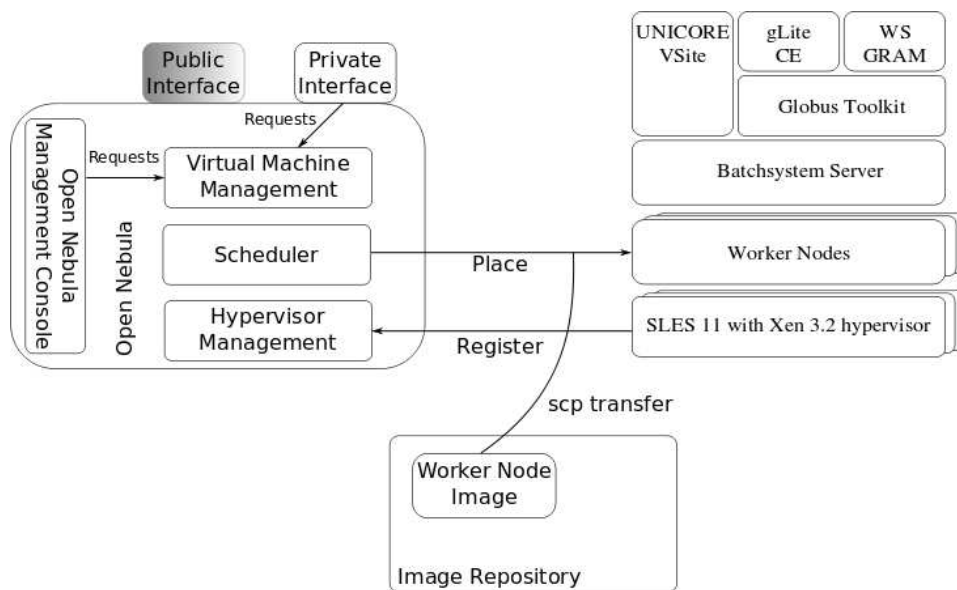 Public
Interface
Private
Interface
Requests
Open Nebula
Management Console
Requests
Virtual Machine
Management
Open Nebula
Scheduler
Hypervisor
Management
Place
Register
scp transfer
UNICORE
VSite
gLite
CE
WS
GRAM
Globus Toolkit
Batchsystem Server
Worker Nodes
SLES 11 with Xen 3.2 hypervisor
Worker Node
Image
Image Repository